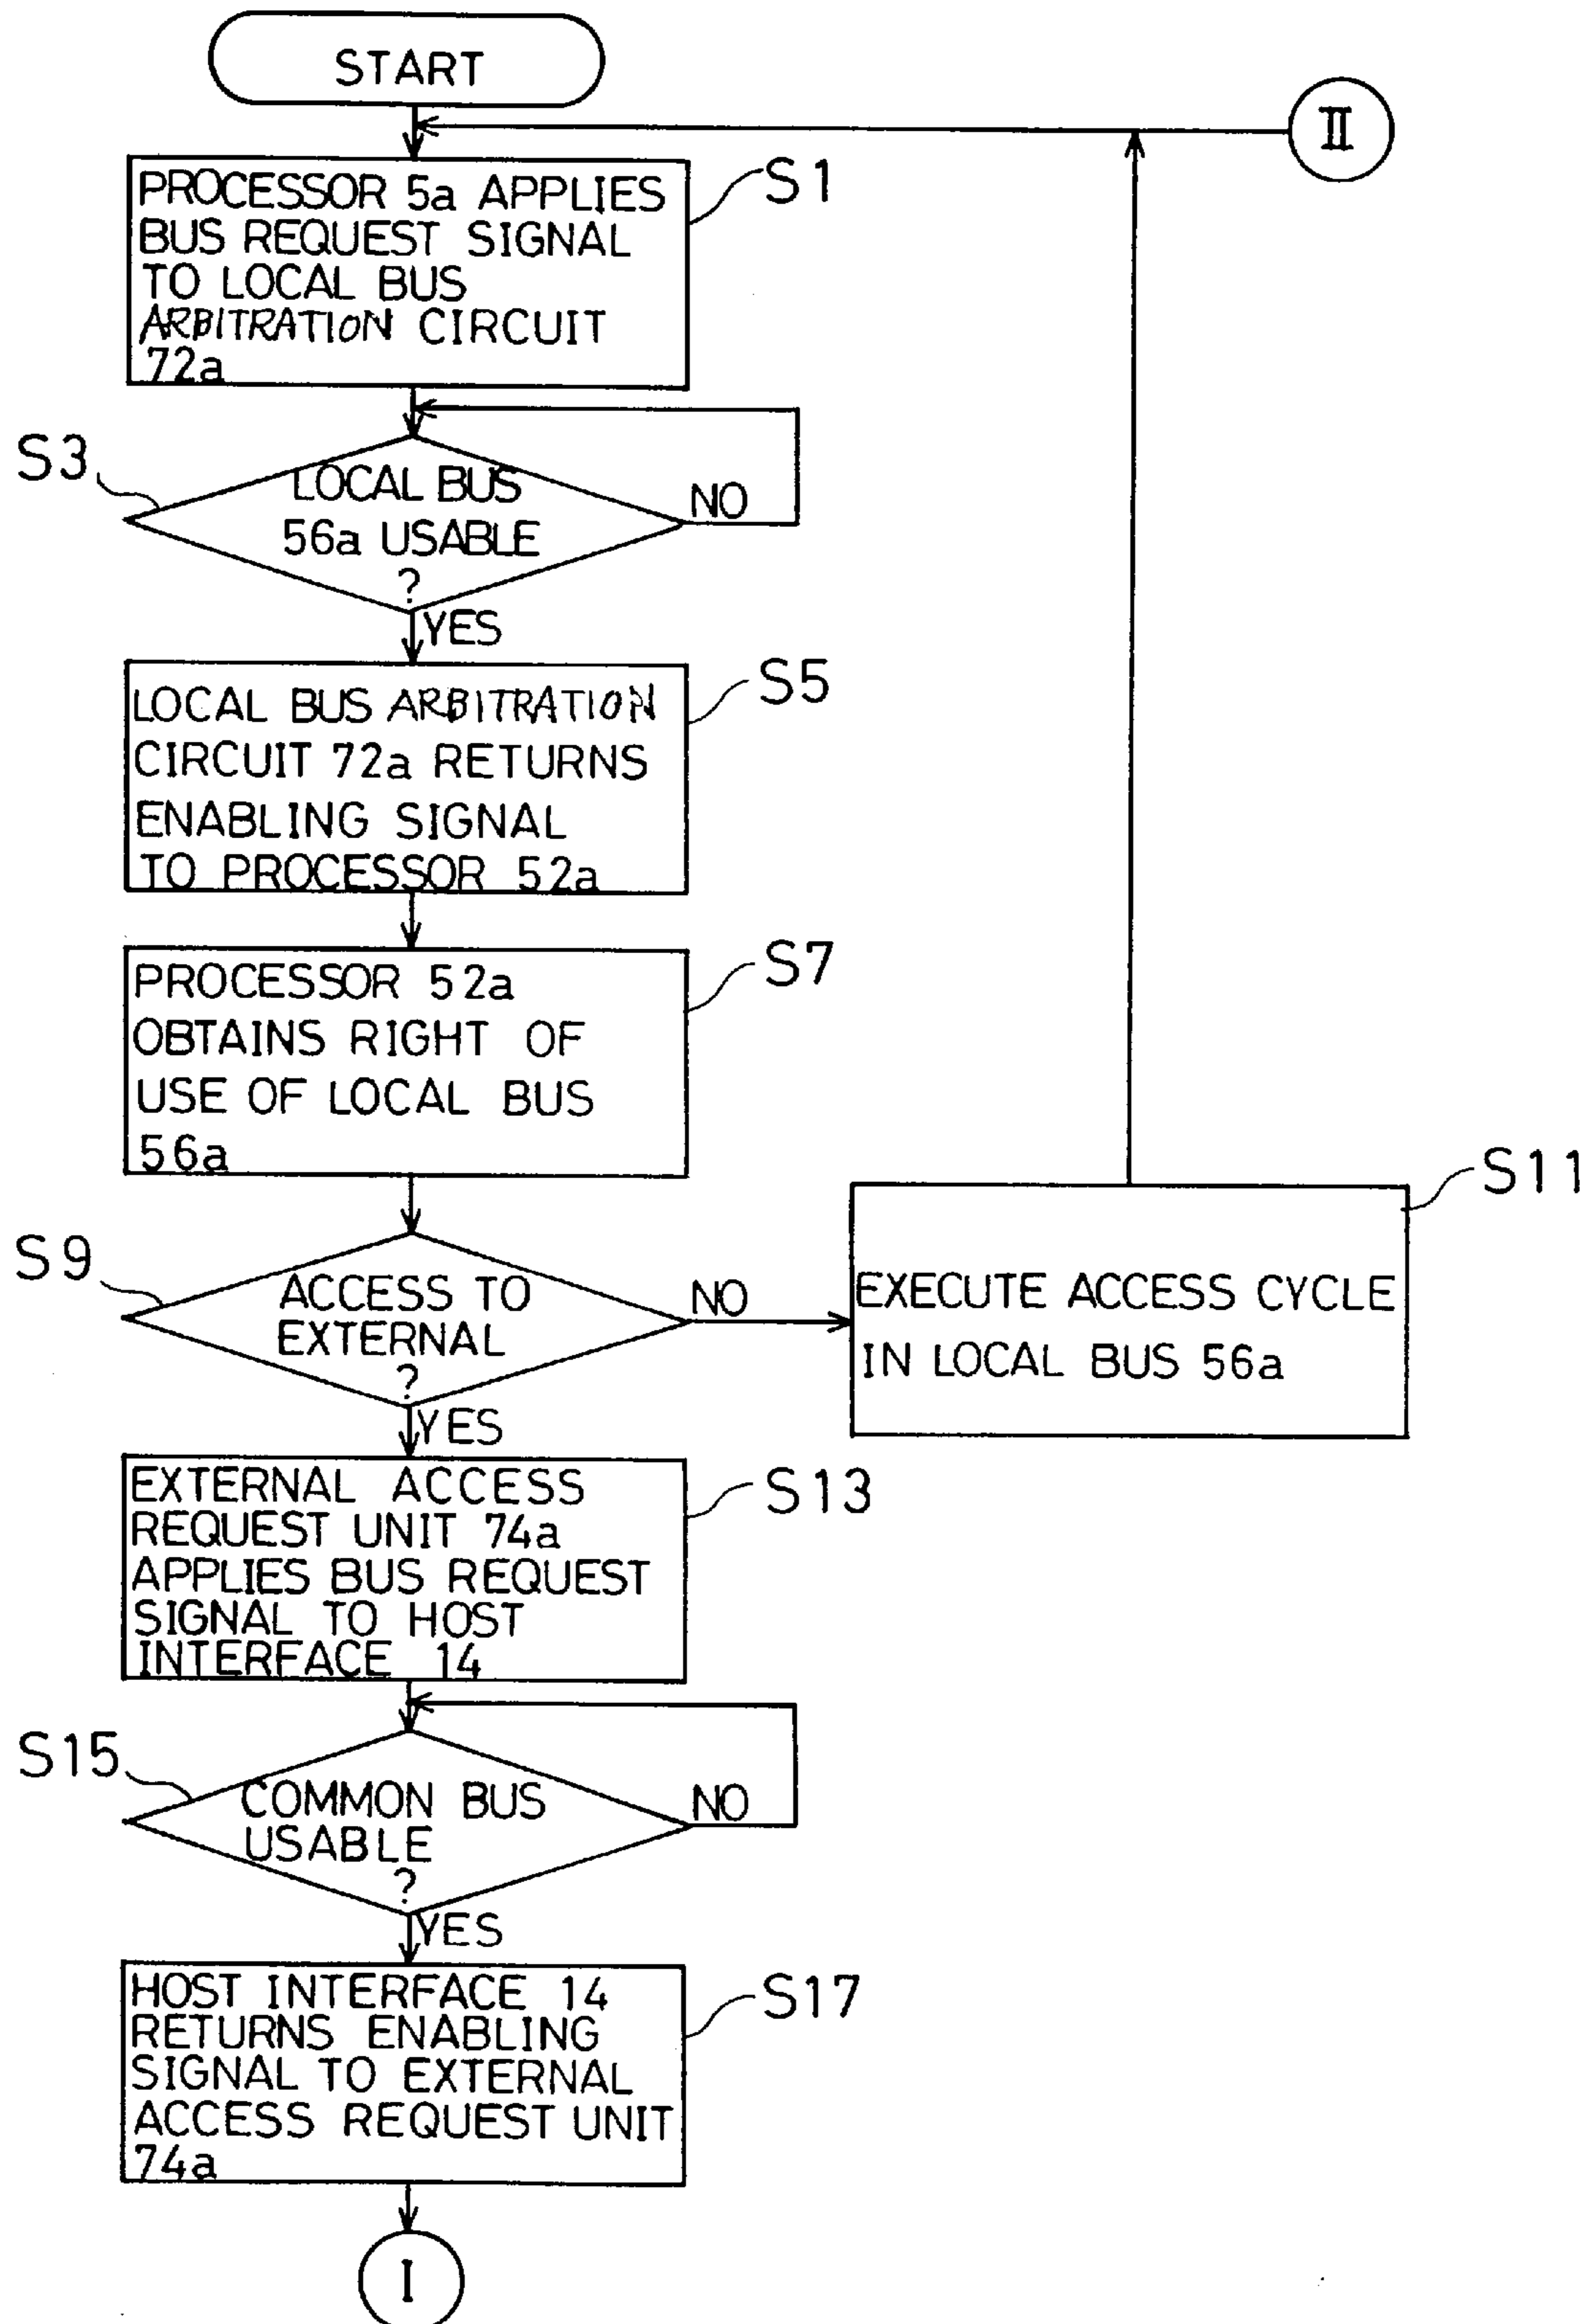 START
II
PROCESSOR 5a APPLIES
BUS REQUEST SIGNAL
TO LOCAL BUS
ARBITRATION CIRCUIT
72a
S1
S3
LOCAL BUS
56a USABLE
?
NO
YES
LOCAL BUS ARBITRATION
CIRCUIT 72a RETURNS
ENABLING SIGNAL
TO PROCESSOR 52a
S5
PROCESSOR 52a
OBTAINS RIGHT OF
USE OF LOCAL BUS
56a
S7
S9
ACCESS TO
EXTERNAL
?
NO
YES
EXECUTE ACCESS CYCLE
IN LOCAL BUS 56a
S11
EXTERNAL ACCESS
REQUEST UNIT 74a
APPLIES BUS REQUEST
SIGNAL TO HOST
INTERFACE 14
S13
S15
COMMON BUS
USABLE
?
NO
YES
HOST INTERFACE 14
RETURNS ENABLING
SIGNAL TO EXTERNAL
ACCESS REQUEST UNIT
74a
S17
I